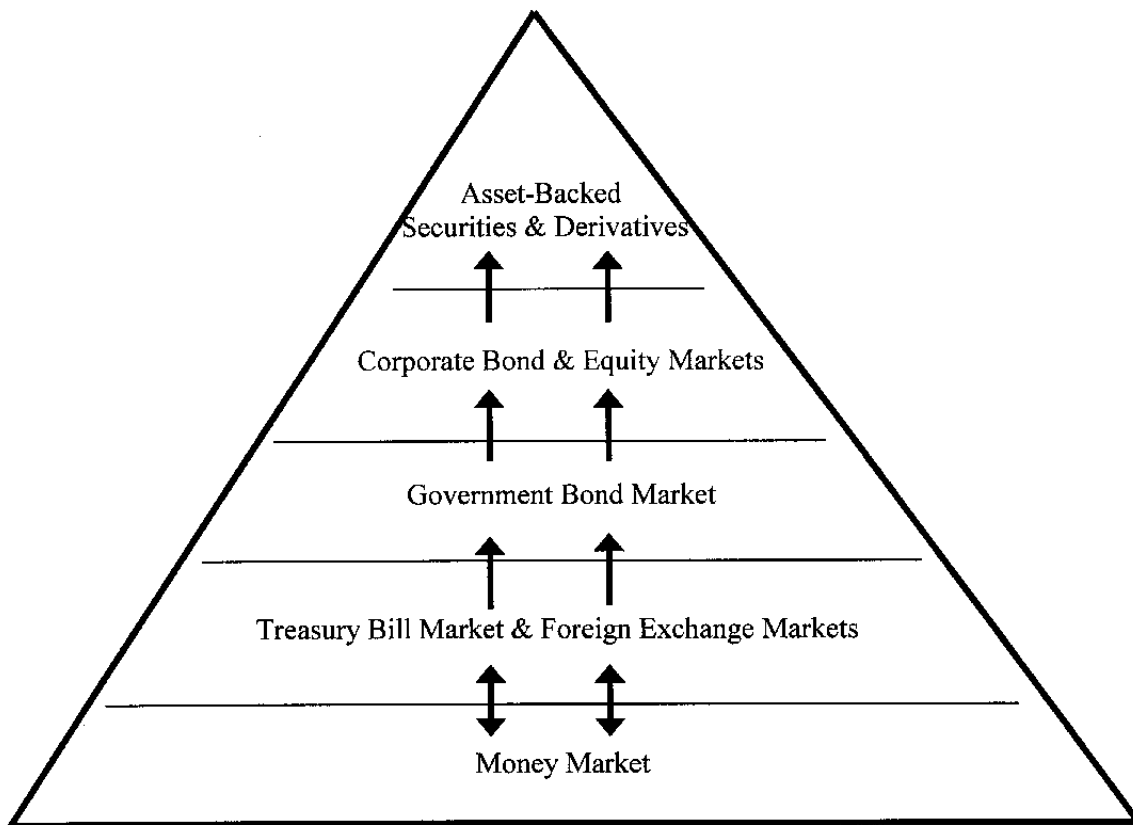 Asset-Backed
Securities & Derivatives
Corporate Bond & Equity Markets
Government Bond Market
Treasury Bill Market & Foreign Exchange Markets
Money Market